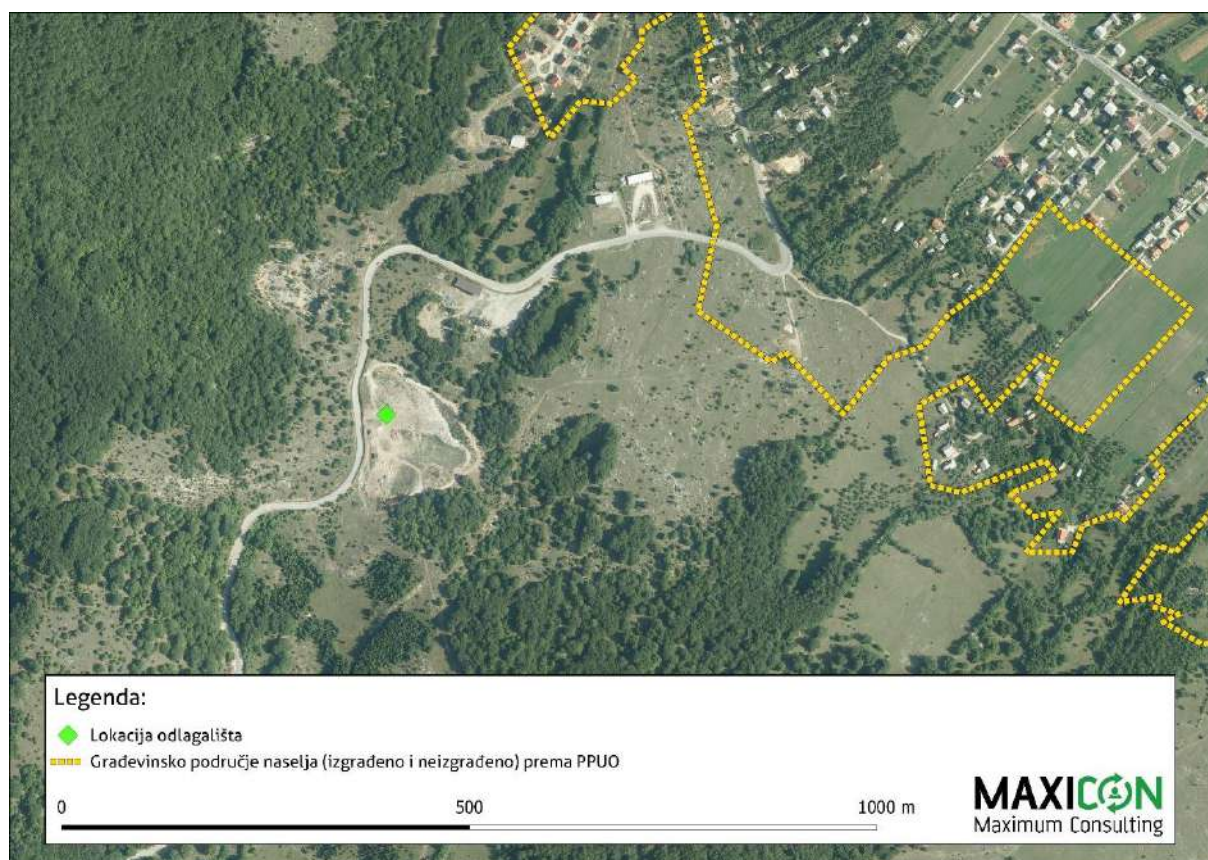 Legenda:
Lokacija odlagališta
Građevinsko područje naselja (izgrađeno i neizgrađeno) prema PPUO
0 500 1000 m
MAXICON
Maximum Consulting